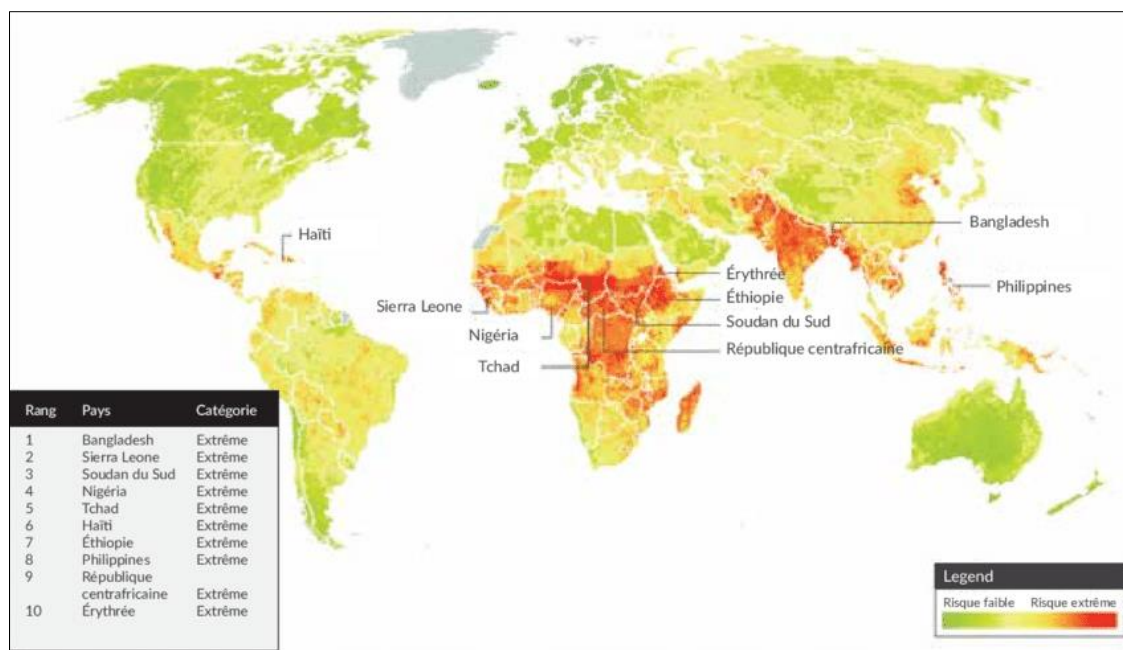 Haïti
Bangladesh
Érythrée
Sierra Leone
Éthiopie
Philippines
Nigéria
Soudan du Sud
République centrafricaine
Tchad
Rang Pays Catégorie
1 Bangladesh Extrême
2 Sierra Leone Extrême
3 Soudan du Sud Extrême
4 Nigéria Extrême
5 Tchad Extrême
6 Haïti Extrême
7 Éthiopie Extrême
8 Philippines Extrême
9 République
centrafricaine Extrême
10 Érythrée Extrême
Legend
Risque faible Risque extrême